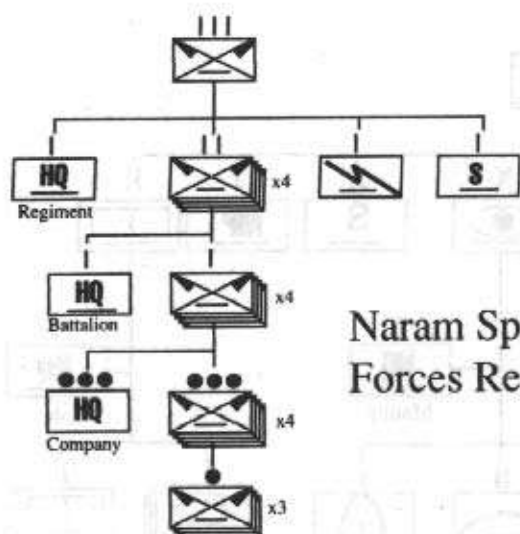 HQ
S
Regiment
x4
HQ
x4
Battalion
Naram Sp
Forces Re
HQ
x4
Company
x3